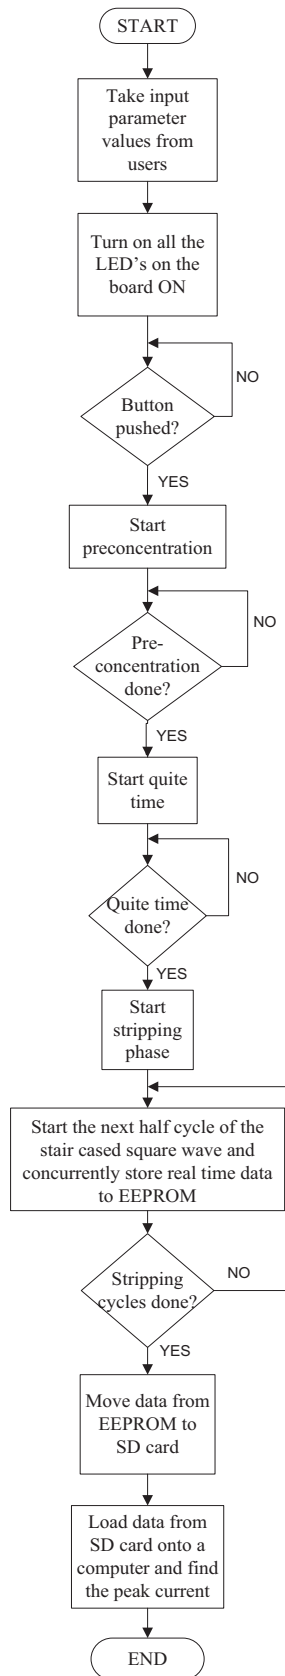 START
Take input
parameter
values from
users
Turn on all the
LED's on the
board ON
NO
Button
pushed?
YES
Start
preconcentration
NO
Pre-
concentration
done?
YES
Start quite
time
NO
Quite time
done?
YES
Start
stripping
phase
Start the next half cycle of the
stair cased square wave and
concurrently store real time data
to EEPROM
NO
Stripping
cycles done?
YES
Move data from
EEPROM to
SD card
Load data from
SD card onto a
computer and find
the peak current
END